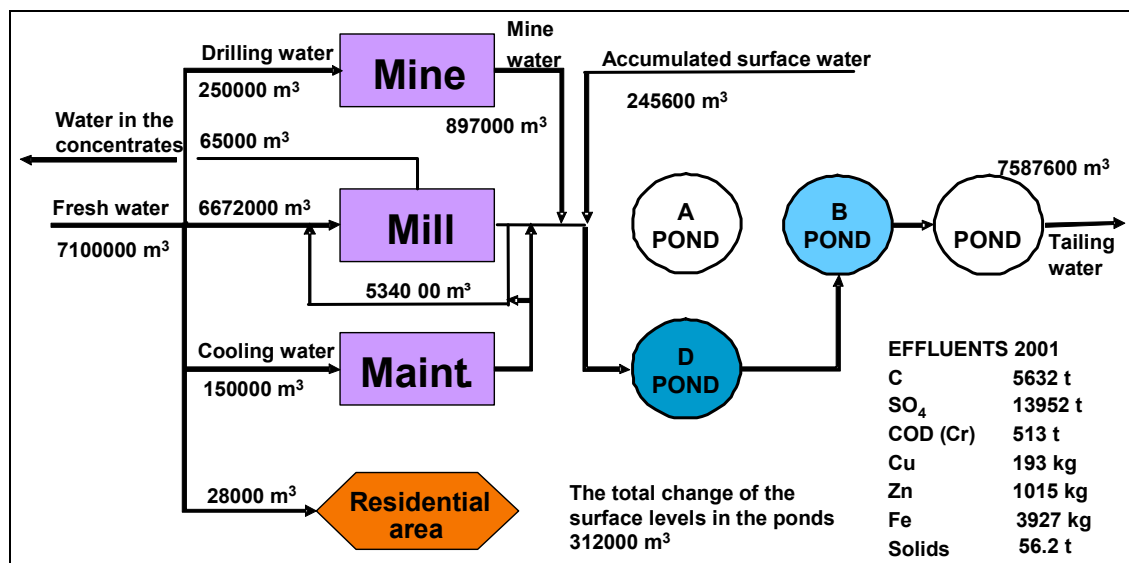 Drilling water
250000 m³
Mine
Mine
water
897000 m³
Accumulated surface water
245600 m³
Water in the
concentrates
65000 m³
Fresh water
7100000 m³
6672000 m³
Mill
5340 00 m³
A
POND
B
POND
POND
7587600 m³
Tailing
water
Cooling water
150000 m³
Maint.
D
POND
28000 m³
Residential
area
The total change of the
surface levels in the ponds
312000 m³
EFFLUENTS 2001
C 5632 t
SO₄ 13952 t
COD (Cr) 513 t
Cu 193 kg
Zn 1015 kg
Fe 3927 kg
Solids 56.2 t